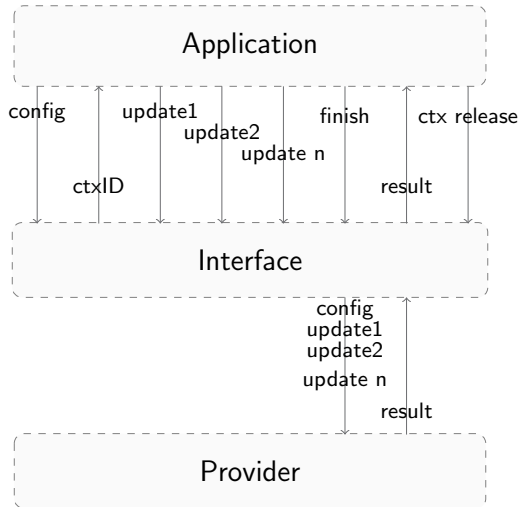 Application
config
update1
finish
ctx release
update2
update n
ctxID
result
Interface
config
update1
update2
update n
result
Provider